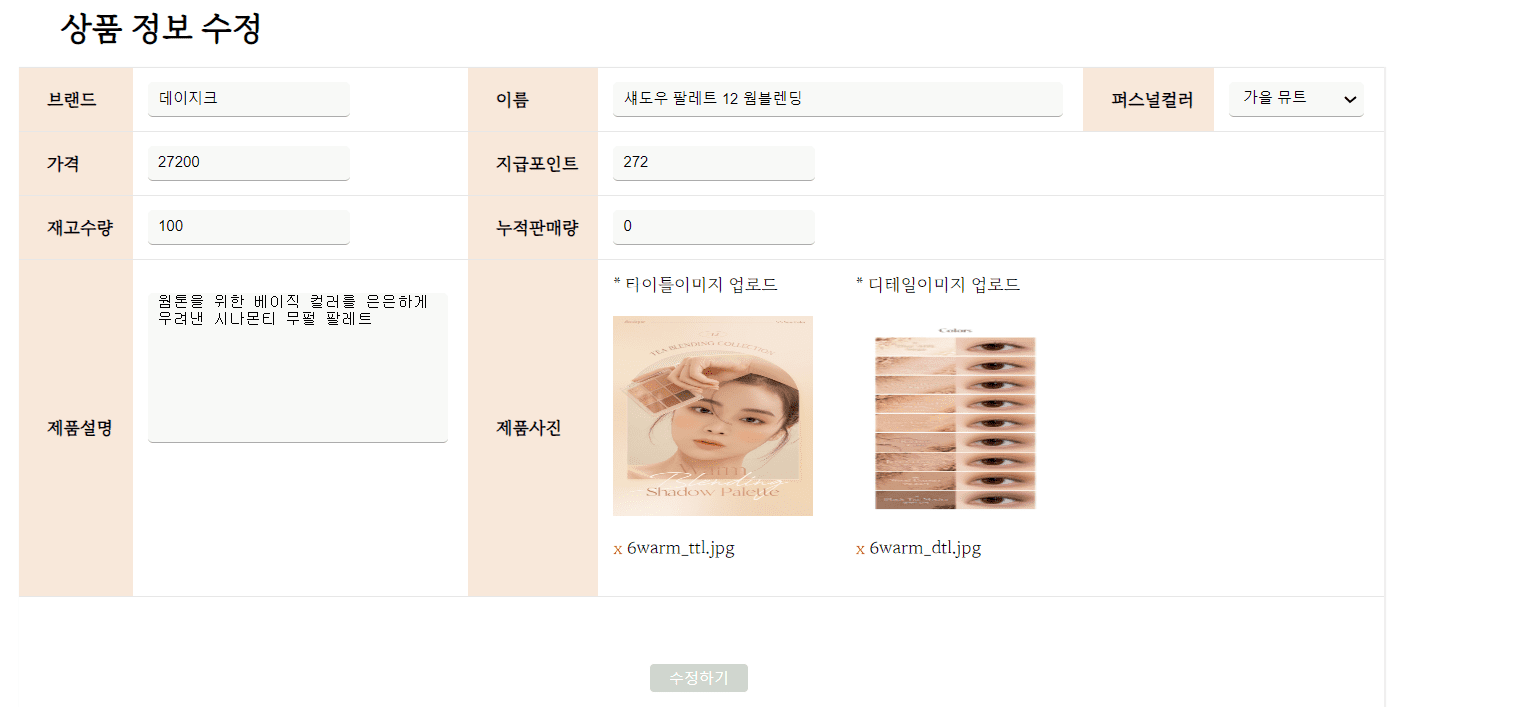 상품 정보 수정
브랜드 데이지크 이름 섀도우 팔레트 12 웜블렌딩 퍼스널컬러 가을 뮤트
가격 27200 지급포인트 272
재고수량 100 누적판매량 0
* 티이틀이미지 업로드 * 디테일이미지 업로드
제품설명
웜톤을 위한 베이직 컬러를 은은하게
우려낸 시나몬티 무펄 팔레트
제품사진
TEA BLENDING COLLECTION
Warm
Blending
Shadow Palette
Colors
x 6warm_ttl.jpg x 6warm_dtl.jpg
수정하기